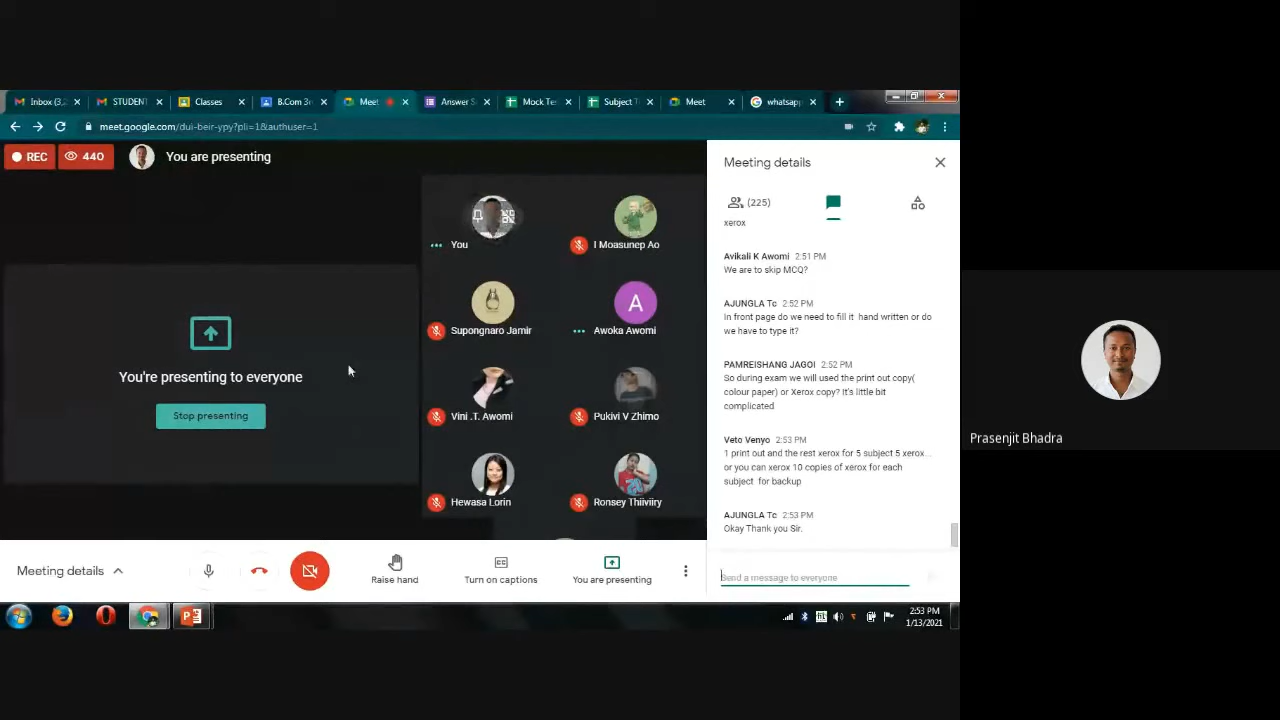 Inbox (3,
STUDENT
Classes
B.Com 3
Meet
Answer S
Mock Te
Subject T
Meet
whatsap
meet.google.com/dui-beir-ypy?pli=1&authuser=1
REC
440
You are presenting
Meeting details
(225)
xerox
You
I Moasunep Ao
Avikali K Awomi 2:51 PM
We are to skip MCQ?
AJUNGLA Tc 2:52 PM
In front page do we need to fill it hand written or do
we have to type it?
Supongnaro Jamir
A
Awoka Awomi
PAMREISHANG JAGOI 2:52 PM
So during exam we will used the print out copy(
colour paper) or Xerox copy? It's little bit
complicated
You're presenting to everyone
Stop presenting
Vini .T. Awomi
Pukivi V Zhimo
Veto Venyo 2:53 PM
1 print out and the rest xerox for 5 subject 5 xerox...
or you can xerox 10 copies of xerox for each
subject for backup
Prasenjit Bhadra
Hewasa Lorin
Ronsey Thiiviiry
AJUNGLA Tc 2:53 PM
Okay Thank you Sir.
Meeting details
Raise hand
CC
Turn on captions
You are presenting
Send a message to everyone
2:53 PM
1/13/2021